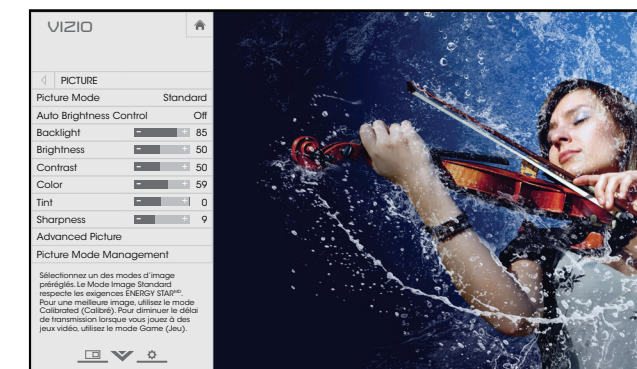 VIZIO
PICTURE
Picture Mode Standard
Auto Brightness Control Off
Backlight 85
Brightness 50
Contrast 50
Color 59
Tint 0
Sharpness 9
Advanced Picture
Picture Mode Management
Sélectionnez un des modes d'image
préréglés. Le Mode Image Standard
respecte les exigences ENERGY STARᴹᴰ.
Pour une meilleure image, utilisez le mode
Calibrated (Calibré). Pour diminuer le délai
de transmission lorsque vous jouez à des
jeux vidéo, utilisez le mode Game (Jeu).